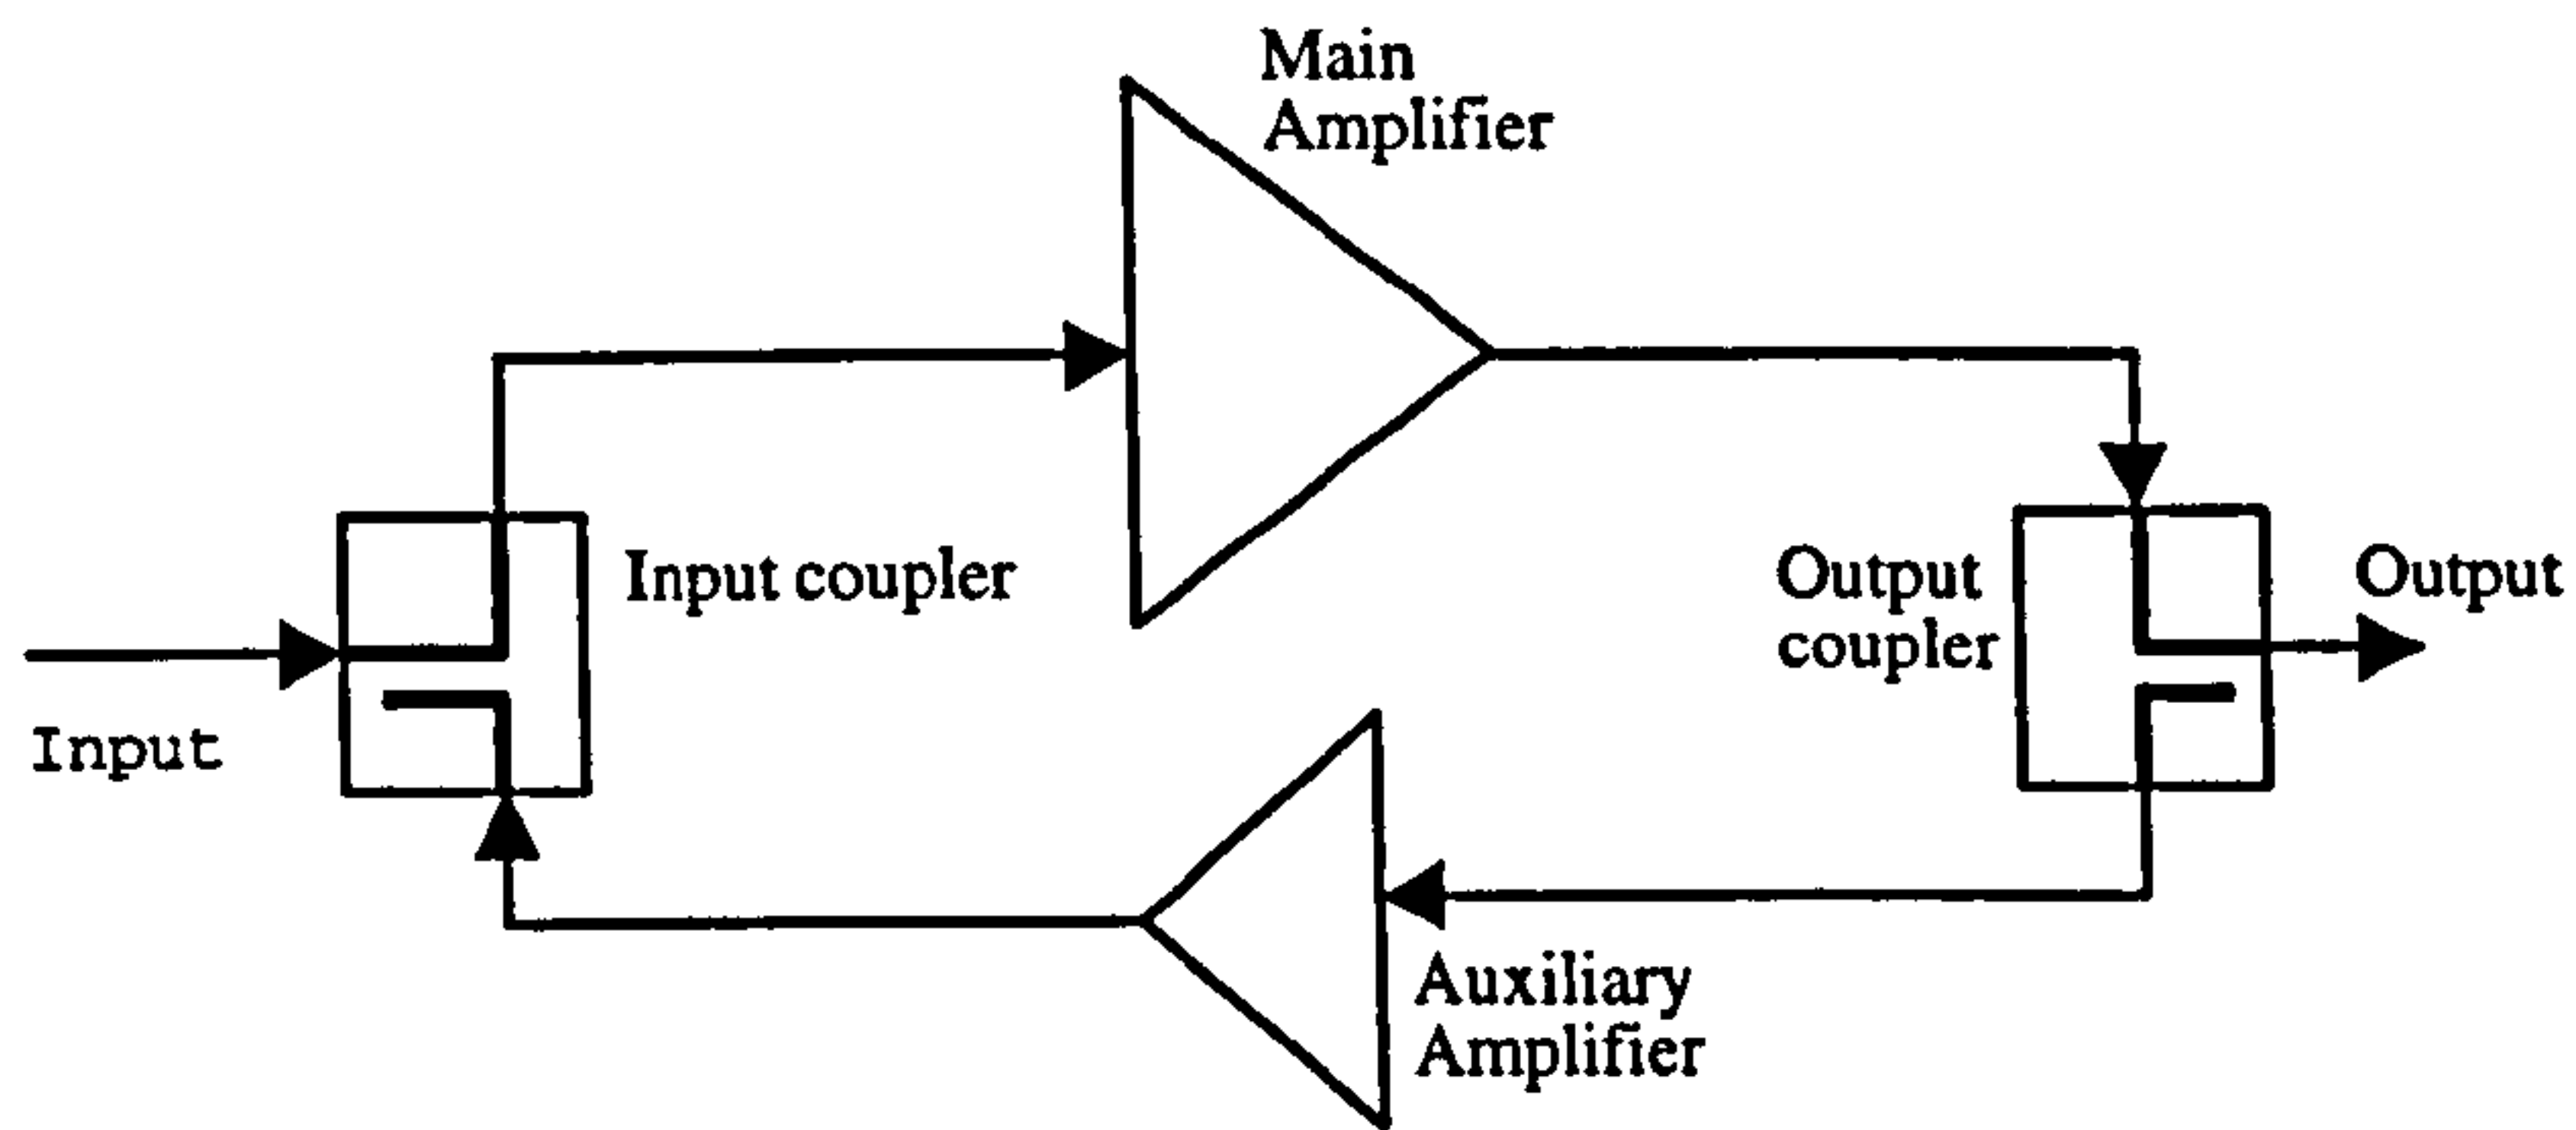 Main
Amplifier
Input coupler
Output
coupler
Output
Input
Auxiliary
Amplifier